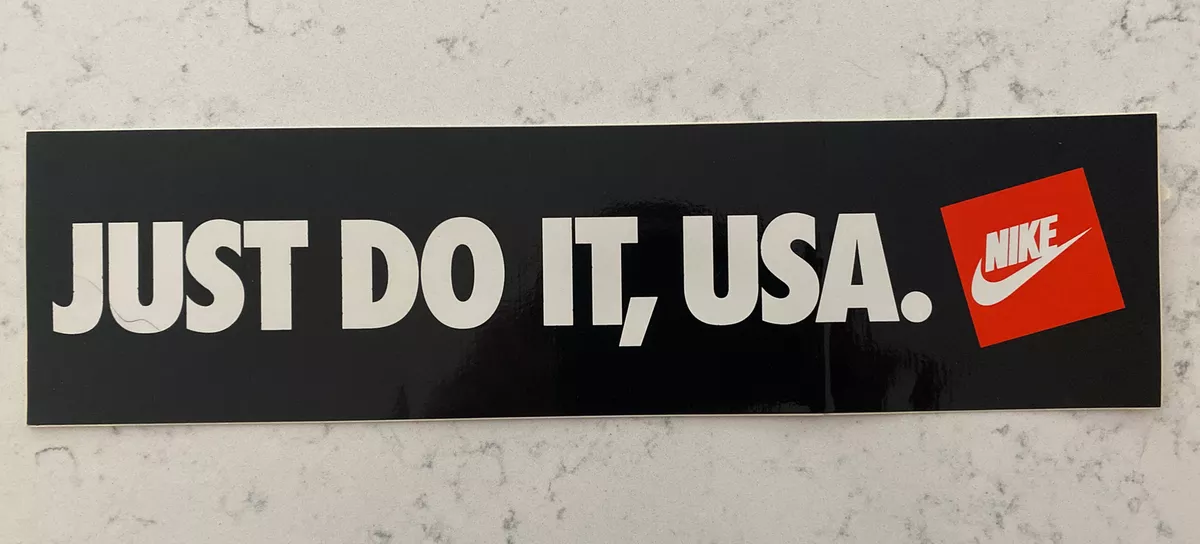 JUST DO IT, USA.
NIKE